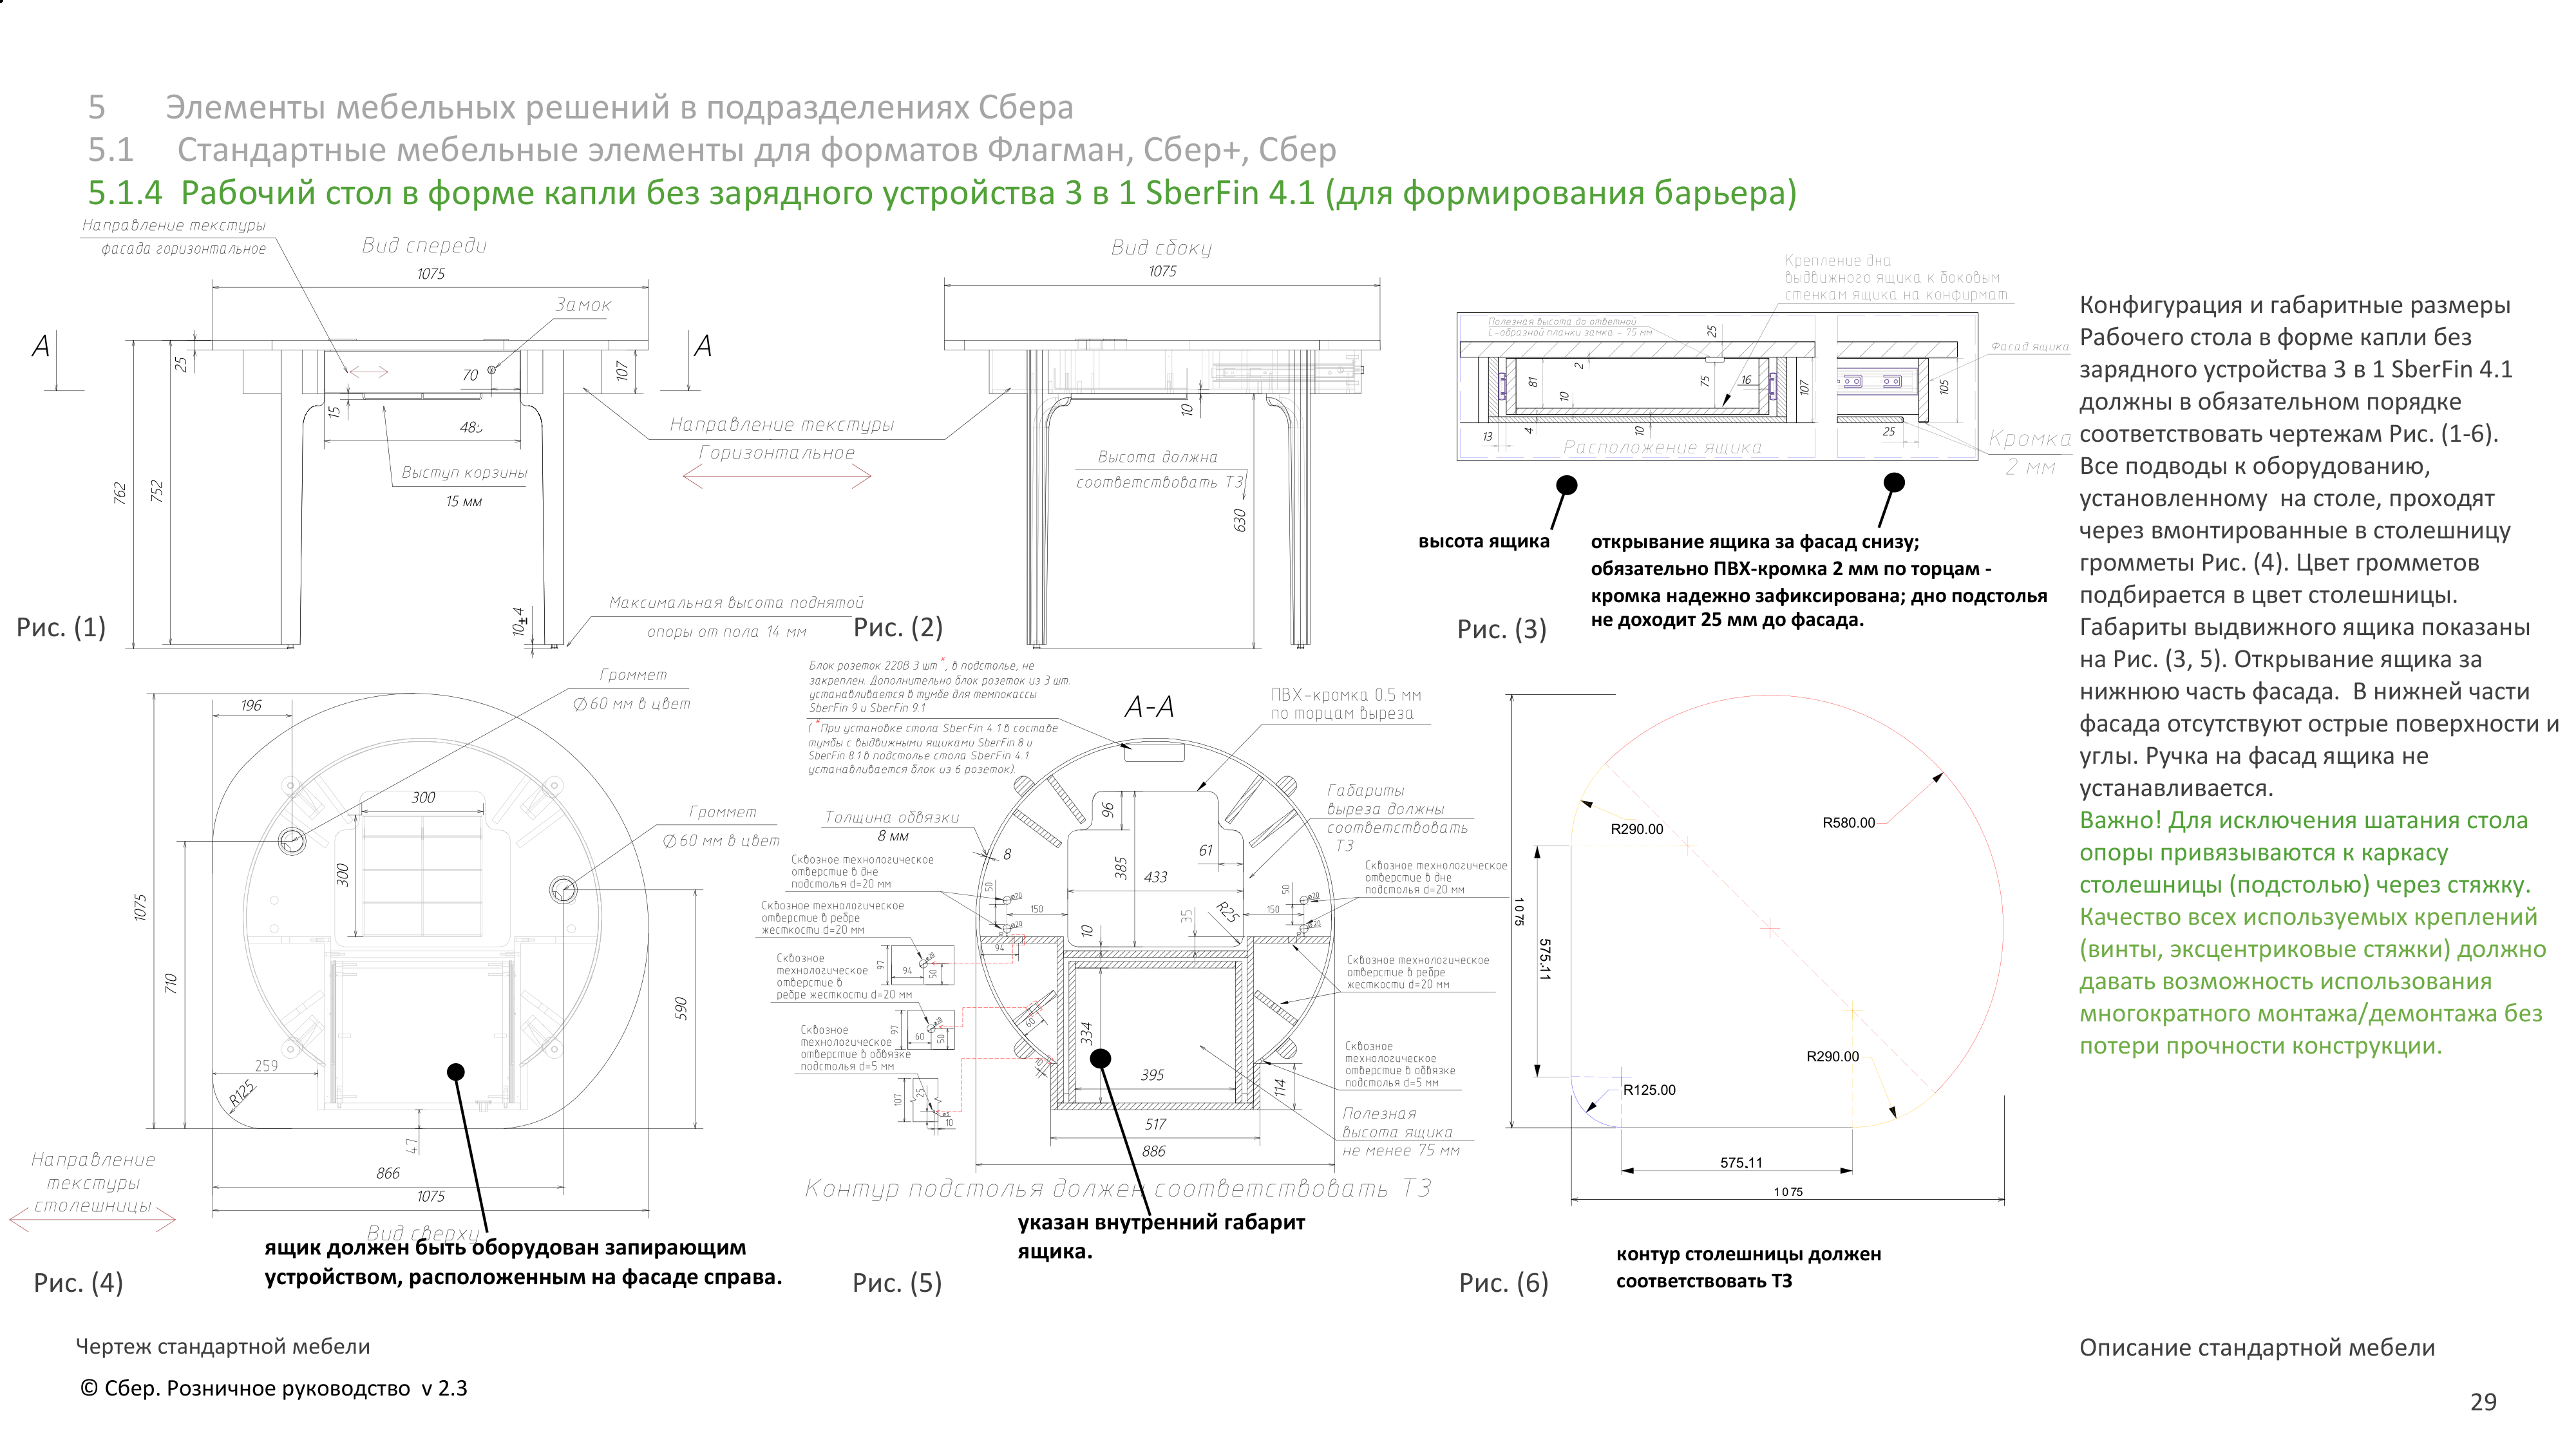 5 Элементы мебельных решений в подразделениях Сбера
5.1 Стандартные мебельные элементы для форматов Флагман, Сбер+, Сбер
5.1.4 Рабочий стол в форме капли без зарядного устройства 3 в 1 SberFin 4.1 (для формирования барьера)
Направление текстуры
фасада горизонтальное
Вид спереди
1075
Замок
А
А
25
70
107
15
762
752
Выступ корзины
15 мм
10±4
Максимальная высота поднятой
опоры от пола 14 мм
Рис. (1)
Вид сбоку
1075
10
Направление текстуры
Горизонтальное
Высота должна
соответствовать ТЗ
630
Рис. (2)
Крепление дна
выдвижного ящика к боковым
стенкам ящика на конфирмат
Полезная высота до ответной
L-образной планки замка - 75 мм
25
2
81
10
75
16
107
105
13
4
10
25
Фасад ящика
Расположение ящика
Кромка
2 мм
высота ящика
открывание ящика за фасад снизу;
обязательно ПВХ-кромка 2 мм по торцам -
кромка надежно зафиксирована; дно подстолья
не доходит 25 мм до фасада.
Рис. (3)
Конфигурация и габаритные размеры
Рабочего стола в форме капли без
зарядного устройства 3 в 1 SberFin 4.1
должны в обязательном порядке
соответствовать чертежам Рис. (1-6).
Все подводы к оборудованию,
установленному на столе, проходят
через вмонтированные в столешницу
громметы Рис. (4). Цвет громметов
подбирается в цвет столешницы.
Габариты выдвижного ящика показаны
на Рис. (3, 5). Открывание ящика за
нижнюю часть фасада. В нижней части
фасада отсутствуют острые поверхности и
углы. Ручка на фасад ящика не
устанавливается.
Важно! Для исключения шатания стола
опоры привязываются к каркасу
столешницы (подстолью) через стяжку.
Качество всех используемых креплений
(винты, эксцентриковые стяжки) должно
давать возможность использования
многократного монтажа/демонтажа без
потери прочности конструкции.
196
Громмет
Ø60 мм в цвет
Громмет
Ø60 мм в цвет
300
300
1075
710
590
259
R125
47
866
1075
Направление
текстуры
столешницы
Вид сверху
ящик должен быть оборудован запирающим
устройством, расположенным на фасаде справа.
Рис. (4)
Блок розеток 220В 3 шт*, в подстолье, не
закреплен. Дополнительно блок розеток из 3 шт.
устанавливается в тумбе для темпокассы
SberFin 9 и SberFin 9.1
(*При установке стола SberFin 4.1 в составе
тумбы с выдвижными ящиками SberFin 8 и
SberFin 8.1 в подстолье стола SberFin 4.1
устанавливается блок из 6 розеток)
А-А
ПВХ-кромка 0.5 мм
по торцам выреза
Габариты
выреза должны
соответствовать
ТЗ
Толщина обвязки
8 мм
8
96
385
433
61
R25
35
10
Сквозное технологическое
отверстие в дне
подстолья d=20 мм
Сквозное технологическое
отверстие в ребре
жесткости d=20 мм
Сквозное
технологическое
отверстие в
ребре жесткости d=20 мм
Сквозное
технологическое
отверстие в обвязке
подстолья d=5 мм
Сквозное технологическое
отверстие в дне
подстолья d=20 мм
Сквозное технологическое
отверстие в ребре
жесткости d=20 мм
Сквозное
технологическое
отверстие в обвязке
подстолья d=5 мм
50
ø20
ø20
150
94
50
ø20
ø20
150
97
94
50
ø20
97
60
50
ø20
60
107
25
10
334
395
114
517
886
Полезная
высота ящика
не менее 75 мм
Контур подстолья должен соответствовать ТЗ
указан внутренний габарит
ящика.
Рис. (5)
R290.00
R580.00
1075
575.11
R290.00
R125.00
575.11
1075
контур столешницы должен
соответствовать ТЗ
Рис. (6)
Чертеж стандартной мебели
Описание стандартной мебели
© Сбер. Розничное руководство v 2.3
29